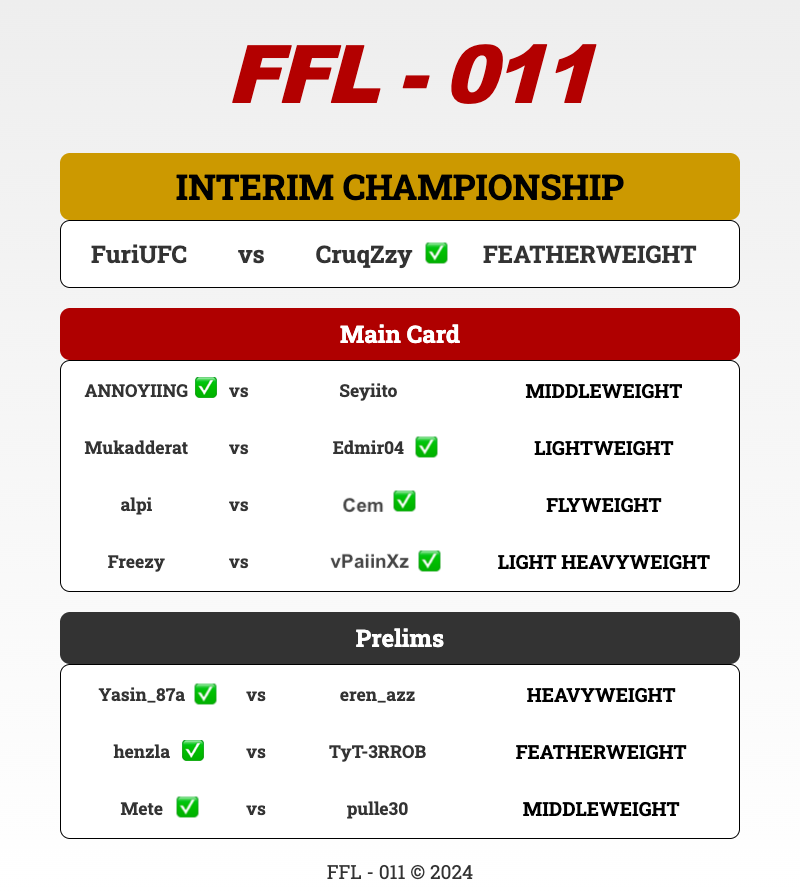 FFL - 011
INTERIM CHAMPIONSHIP
FuriUFC vs CruqZzy ✅ FEATHERWEIGHT
Main Card
ANNOYIING ✅ vs Seyiito MIDDLEWEIGHT
Mukadderat vs Edmir04 ✅ LIGHTWEIGHT
alpi vs Cem ✅ FLYWEIGHT
Freezy vs vPaiinXz ✅ LIGHT HEAVYWEIGHT
Prelims
Yasin_87a ✅ vs eren_azz HEAVYWEIGHT
henzla ✅ vs TyT-3RROB FEATHERWEIGHT
Mete ✅ vs pulle30 MIDDLEWEIGHT
FFL - 011 © 2024